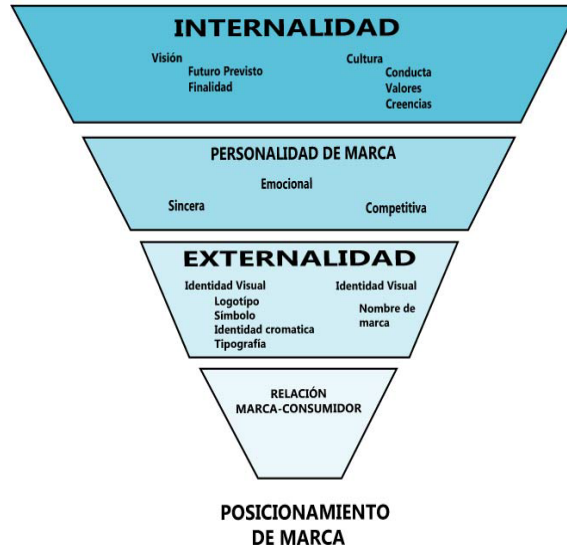 INTERNALIDAD
Visión
Futuro Previsto
Finalidad
Cultura
Conducta
Valores
Creencias
PERSONALIDAD DE MARCA
Emocional
Sincera
Competitiva
EXTERNALIDAD
Identidad Visual
Logotípo
Símbolo
Identidad cromatica
Tipografía
Identidad Visual
Nombre de
marca
RELACIÓN
MARCA-CONSUMIDOR
POSICIONAMIENTO
DE MARCA